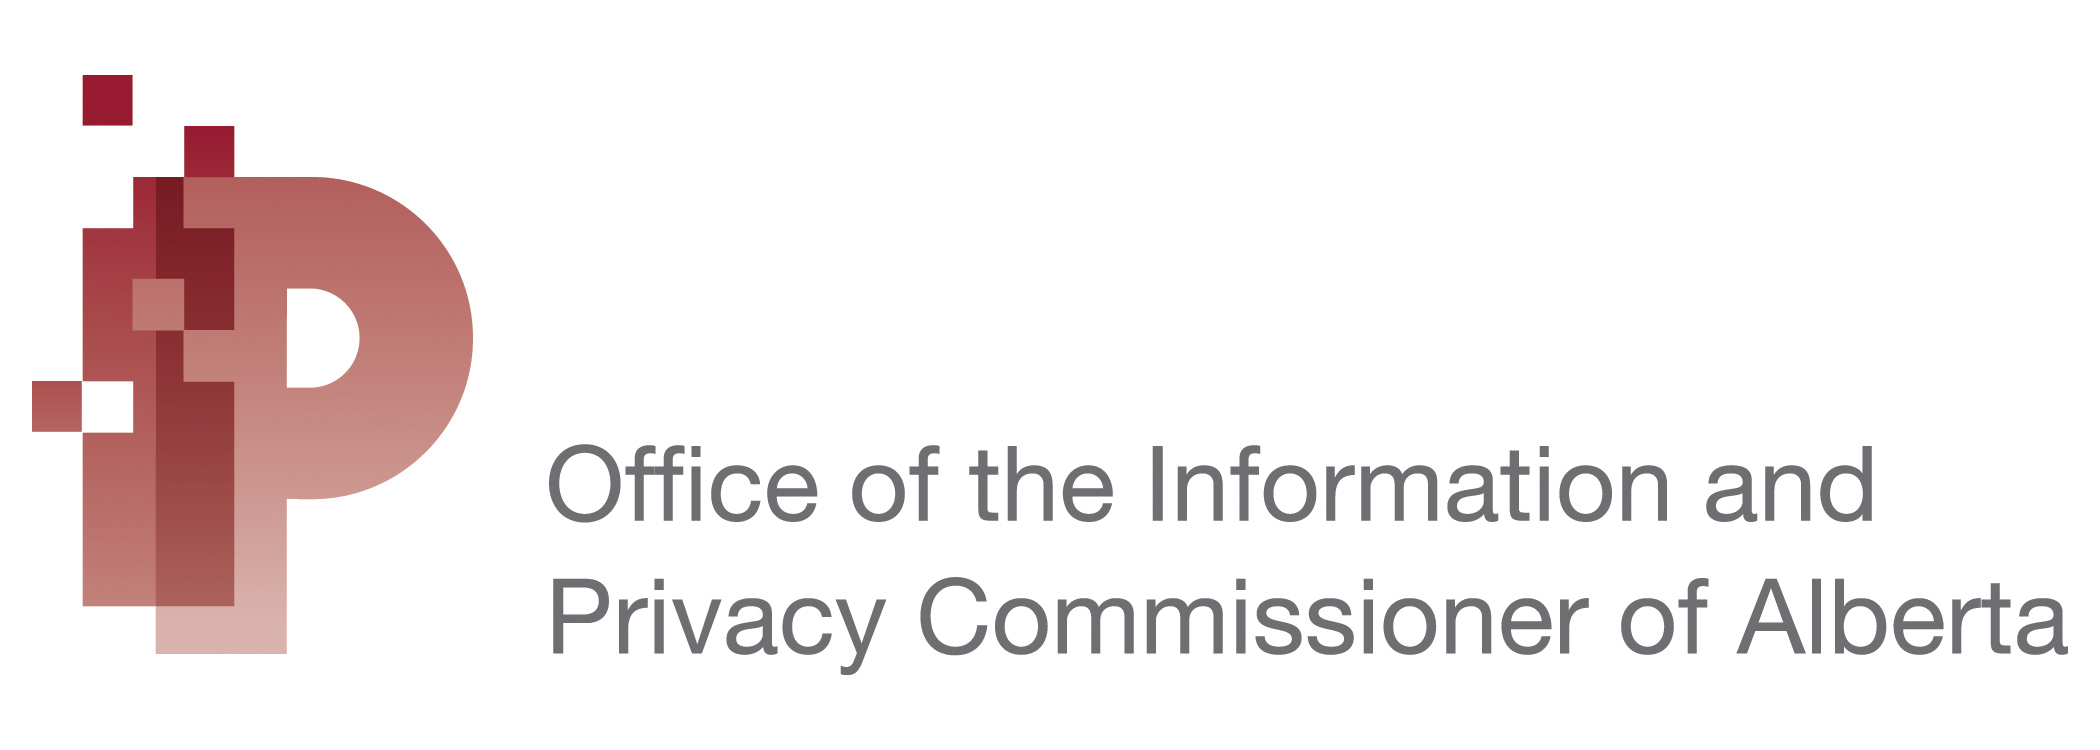 Office of the Information and
Privacy Commissioner of Alberta